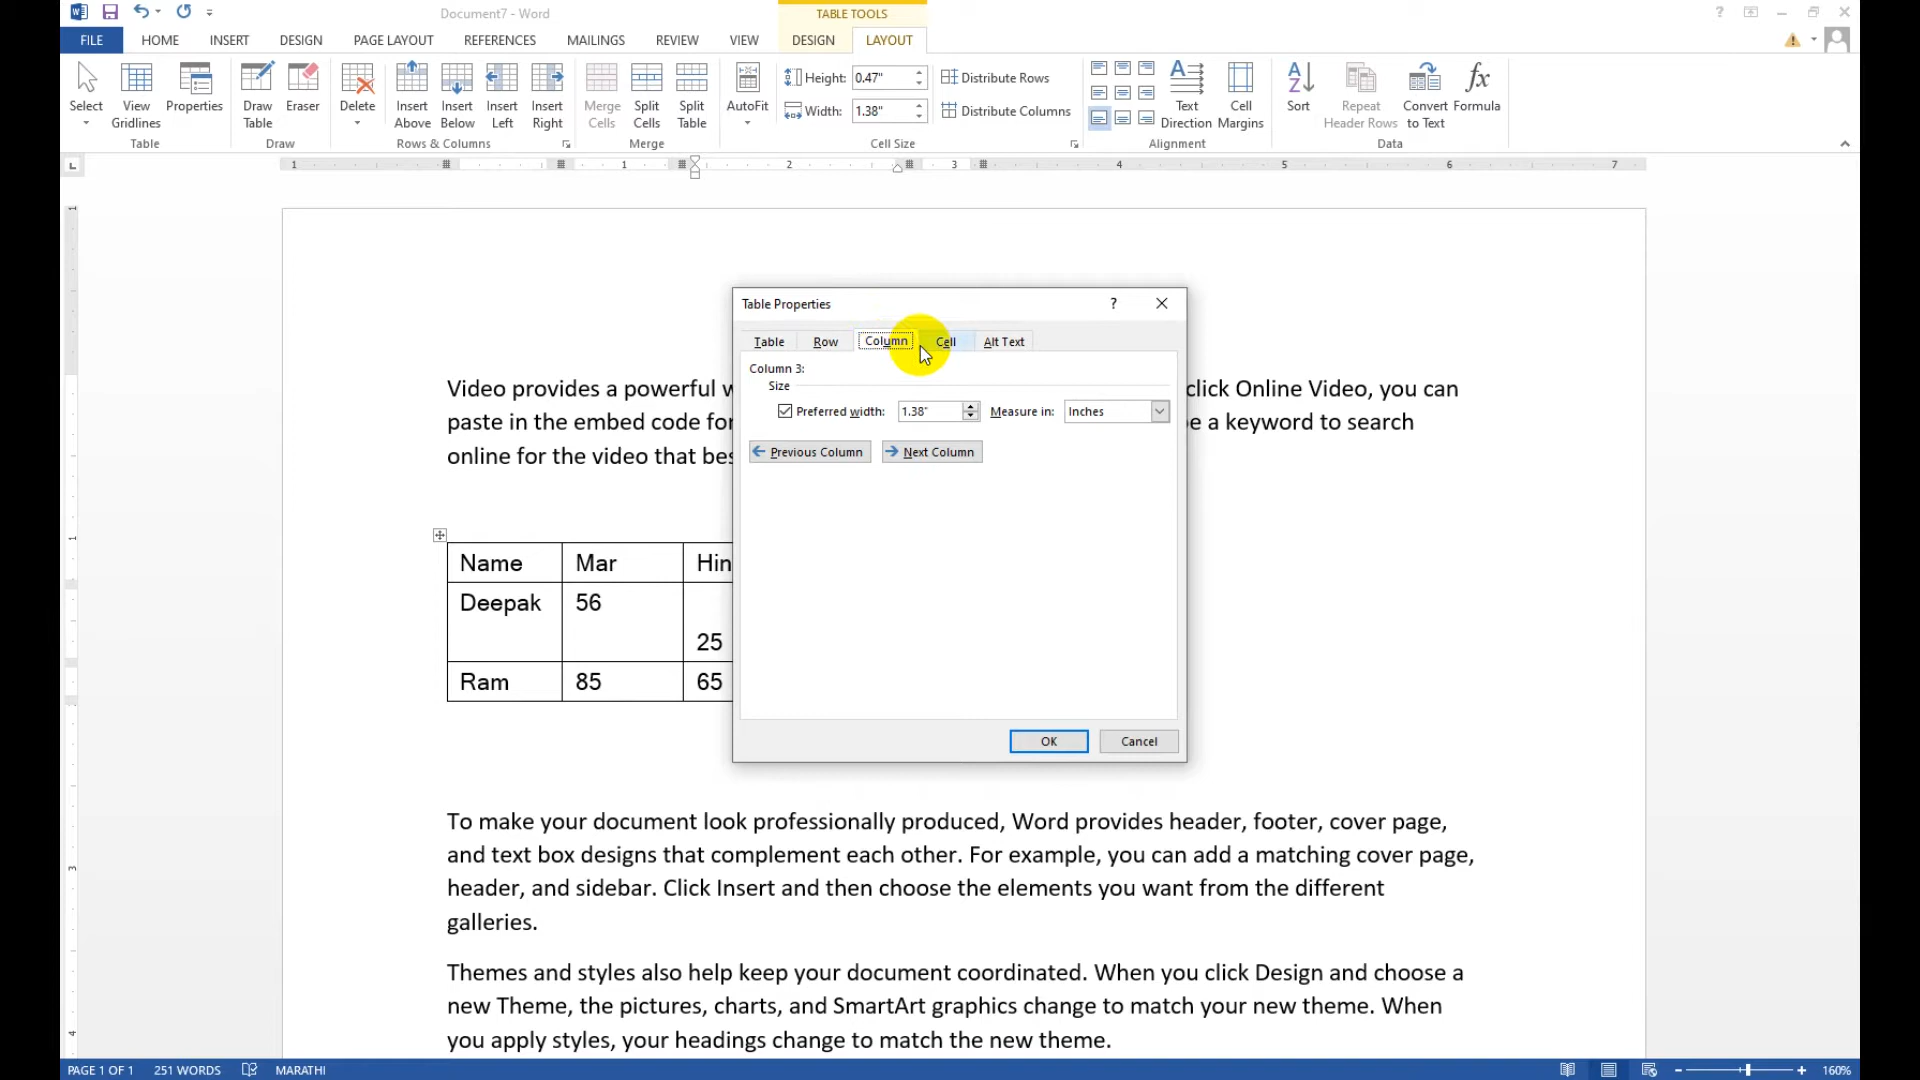 Document7 - Word
TABLE TOOLS
FILE HOME INSERT DESIGN PAGE LAYOUT REFERENCES MAILINGS REVIEW VIEW DESIGN LAYOUT
Select
View Gridlines
Properties
Draw Table
Eraser
Delete
Insert Above
Insert Below
Insert Left
Insert Right
Merge Cells
Split Cells
Split Table
AutoFit
Height: 0.47"
Width: 1.38"
Distribute Rows
Distribute Columns
Text Direction
Cell Margins
Sort
Repeat Header Rows
Convert to Text
Formula
Table Draw Rows & Columns Merge Cell Size Alignment Data
1 1 2 3 4 5 6 7
Table Properties
Table Row Column Cell Alt Text
Column 3:
Size
Preferred width: 1.38" Measure in: Inches
Previous Column Next Column
OK Cancel
Video provides a powerful w click Online Video, you can
paste in the embed code for e a keyword to search
online for the video that bes
Name Mar Hin
Deepak 56
25
Ram 85 65
To make your document look professionally produced, Word provides header, footer, cover page,
and text box designs that complement each other. For example, you can add a matching cover page,
header, and sidebar. Click Insert and then choose the elements you want from the different
galleries.
Themes and styles also help keep your document coordinated. When you click Design and choose a
new Theme, the pictures, charts, and SmartArt graphics change to match your new theme. When
you apply styles, your headings change to match the new theme.
PAGE 1 OF 1 251 WORDS MARATHI 160%